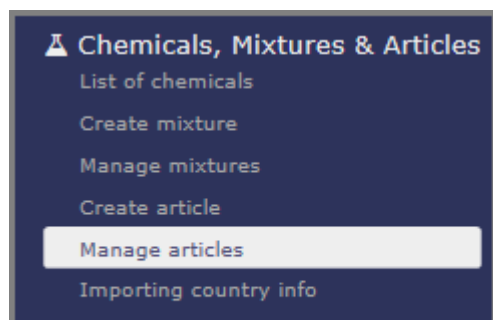 Chemicals, Mixtures & Articles
List of chemicals
Create mixture
Manage mixtures
Create article
Manage articles
Importing country info